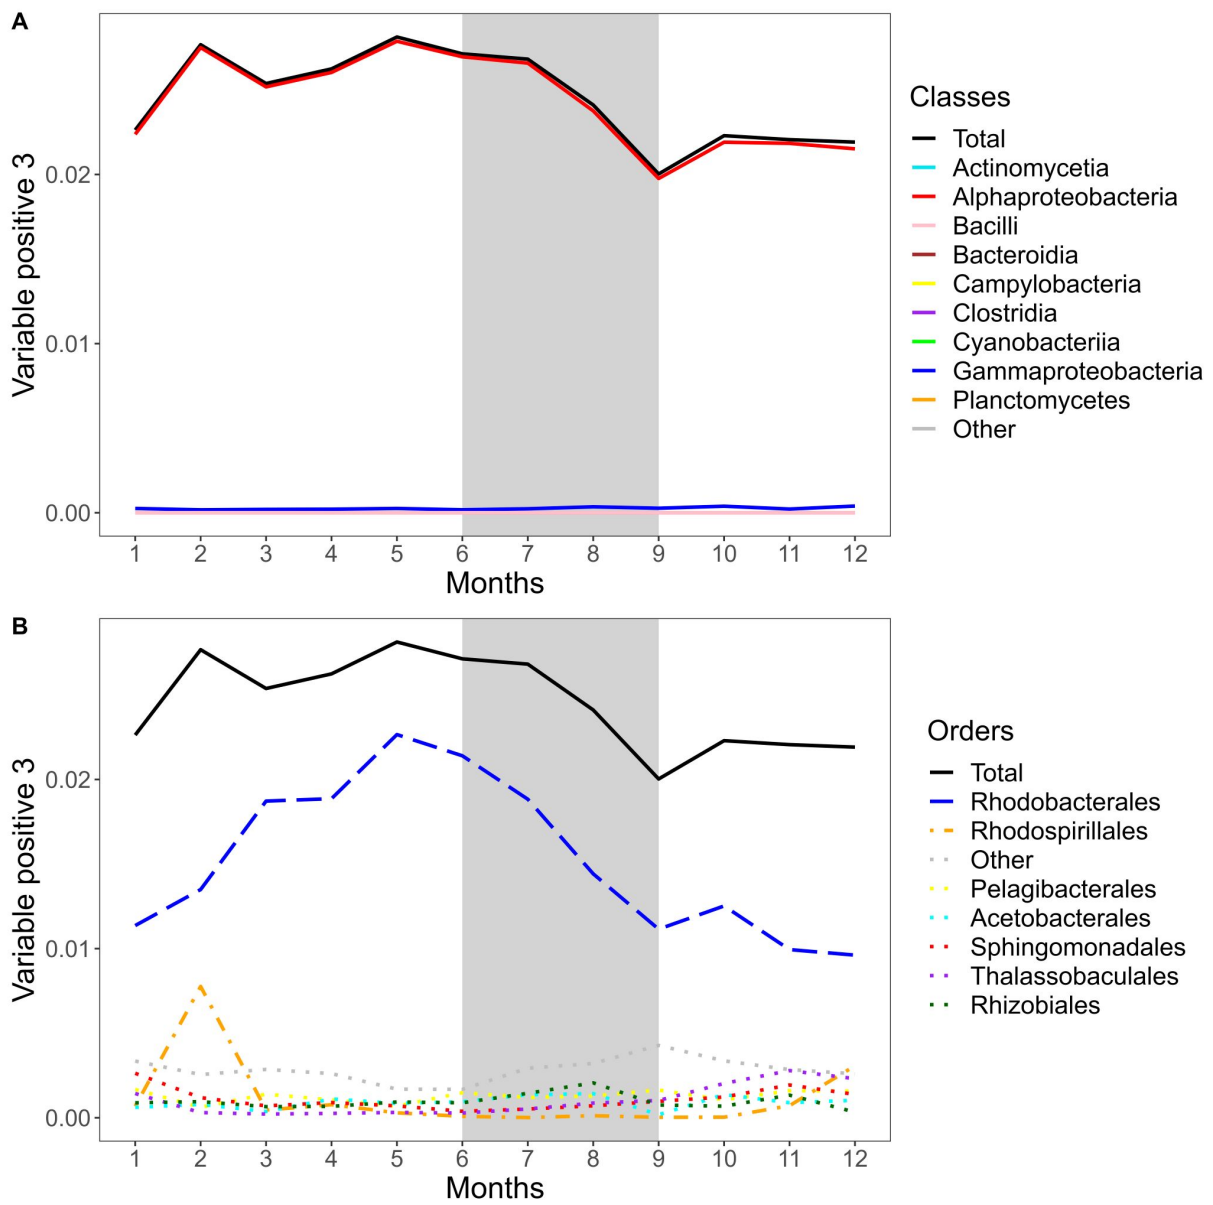 A
Variable positive 3
0.02
0.01
0.00
1 2 3 4 5 6 7 8 9 10 11 12
Months
Classes
Total
Actinomycetia
Alphaproteobacteria
Bacilli
Bacteroidia
Campylobacteria
Clostridia
Cyanobacteriia
Gammaproteobacteria
Planctomycetes
Other
B
Variable positive 3
0.02
0.01
0.00
1 2 3 4 5 6 7 8 9 10 11 12
Months
Orders
Total
Rhodobacterales
Rhodospirillales
Other
Pelagibacterales
Acetobacterales
Sphingomonadales
Thalassobaculales
Rhizobiales